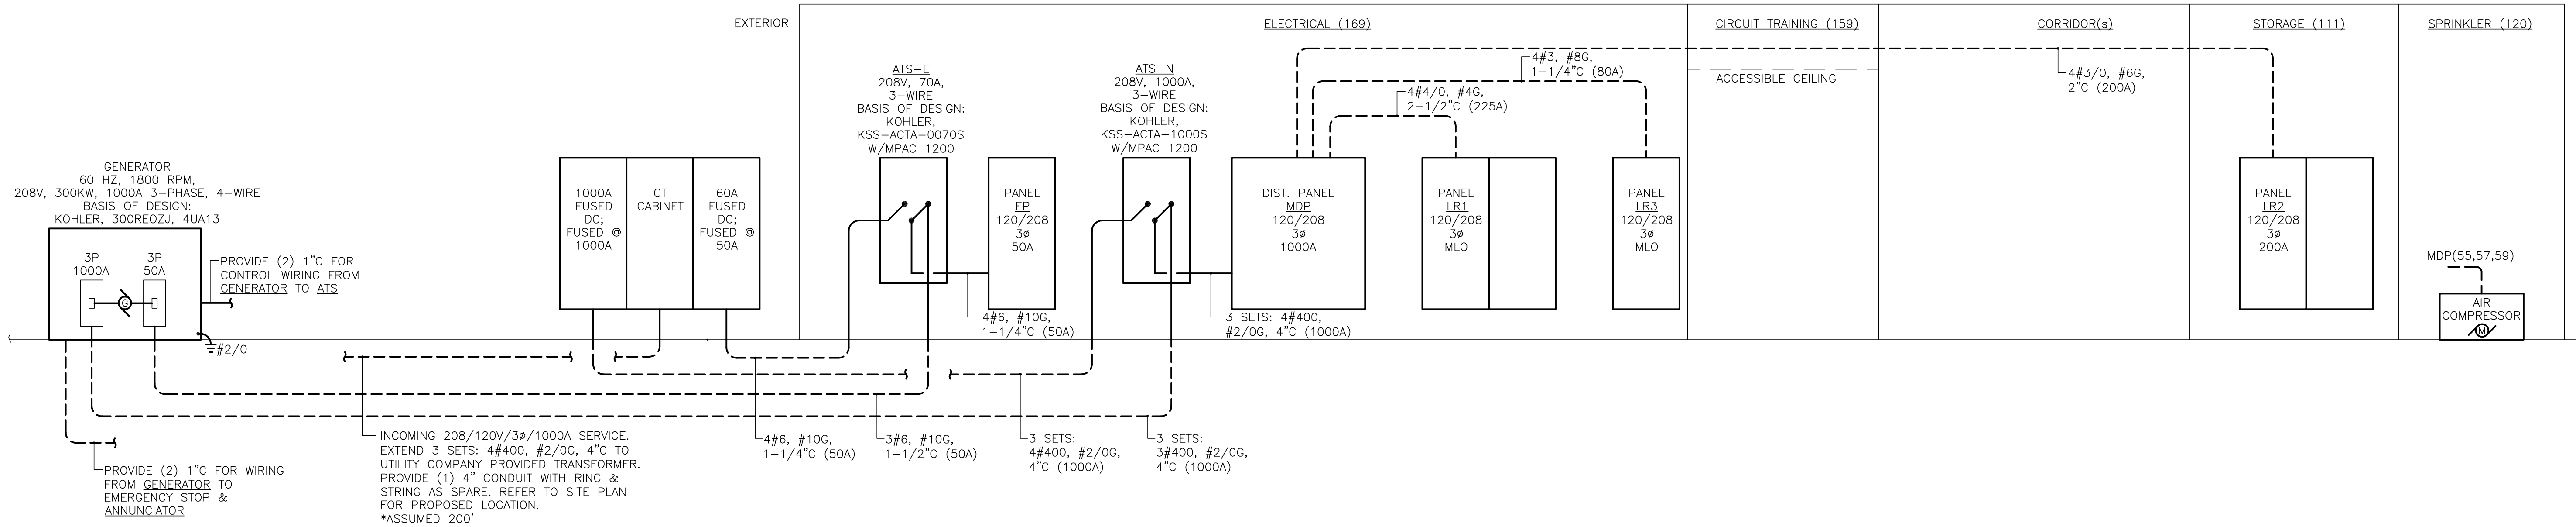 EXTERIOR
ELECTRICAL (169)
CIRCUIT TRAINING (159)
CORRIDOR(s)
STORAGE (111)
SPRINKLER (120)
ACCESSIBLE CEILING
GENERATOR
60 HZ, 1800 RPM,
208V, 300KW, 1000A 3-PHASE, 4-WIRE
BASIS OF DESIGN:
KOHLER, 300REOZJ, 4UA13
3P
1000A
3P
50A
G
PROVIDE (2) 1"C FOR
CONTROL WIRING FROM
GENERATOR TO ATS
#2/0
PROVIDE (2) 1"C FOR WIRING
FROM GENERATOR TO
EMERGENCY STOP &
ANNUNCIATOR
1000A
FUSED
DC;
FUSED @
1000A
CT
CABINET
60A
FUSED
DC;
FUSED @
50A
INCOMING 208/120V/3ø/1000A SERVICE.
EXTEND 3 SETS: 4#400, #2/0G, 4"C TO
UTILITY COMPANY PROVIDED TRANSFORMER.
PROVIDE (1) 4" CONDUIT WITH RING &
STRING AS SPARE. REFER TO SITE PLAN
FOR PROPOSED LOCATION.
*ASSUMED 200'
4#6, #10G,
1-1/4"C (50A)
3#6, #10G,
1-1/2"C (50A)
3 SETS:
4#400, #2/0G,
4"C (1000A)
3 SETS:
3#400, #2/0G,
4"C (1000A)
ATS-E
208V, 70A,
3-WIRE
BASIS OF DESIGN:
KOHLER,
KSS-ACTA-0070S
W/MPAC 1200
PANEL
EP
120/208
3ø
50A
4#6, #10G,
1-1/4"C (50A)
ATS-N
208V, 1000A,
3-WIRE
BASIS OF DESIGN:
KOHLER,
KSS-ACTA-1000S
W/MPAC 1200
3 SETS: 4#400,
#2/0G, 4"C (1000A)
DIST. PANEL
MDP
120/208
3ø
1000A
4#3, #8G,
1-1/4"C (80A)
4#4/0, #4G,
2-1/2"C (225A)
PANEL
LR1
120/208
3ø
MLO
PANEL
LR3
120/208
3ø
MLO
4#3/0, #6G,
2"C (200A)
PANEL
LR2
120/208
3ø
200A
MDP(55,57,59)
AIR
COMPRESSOR
M